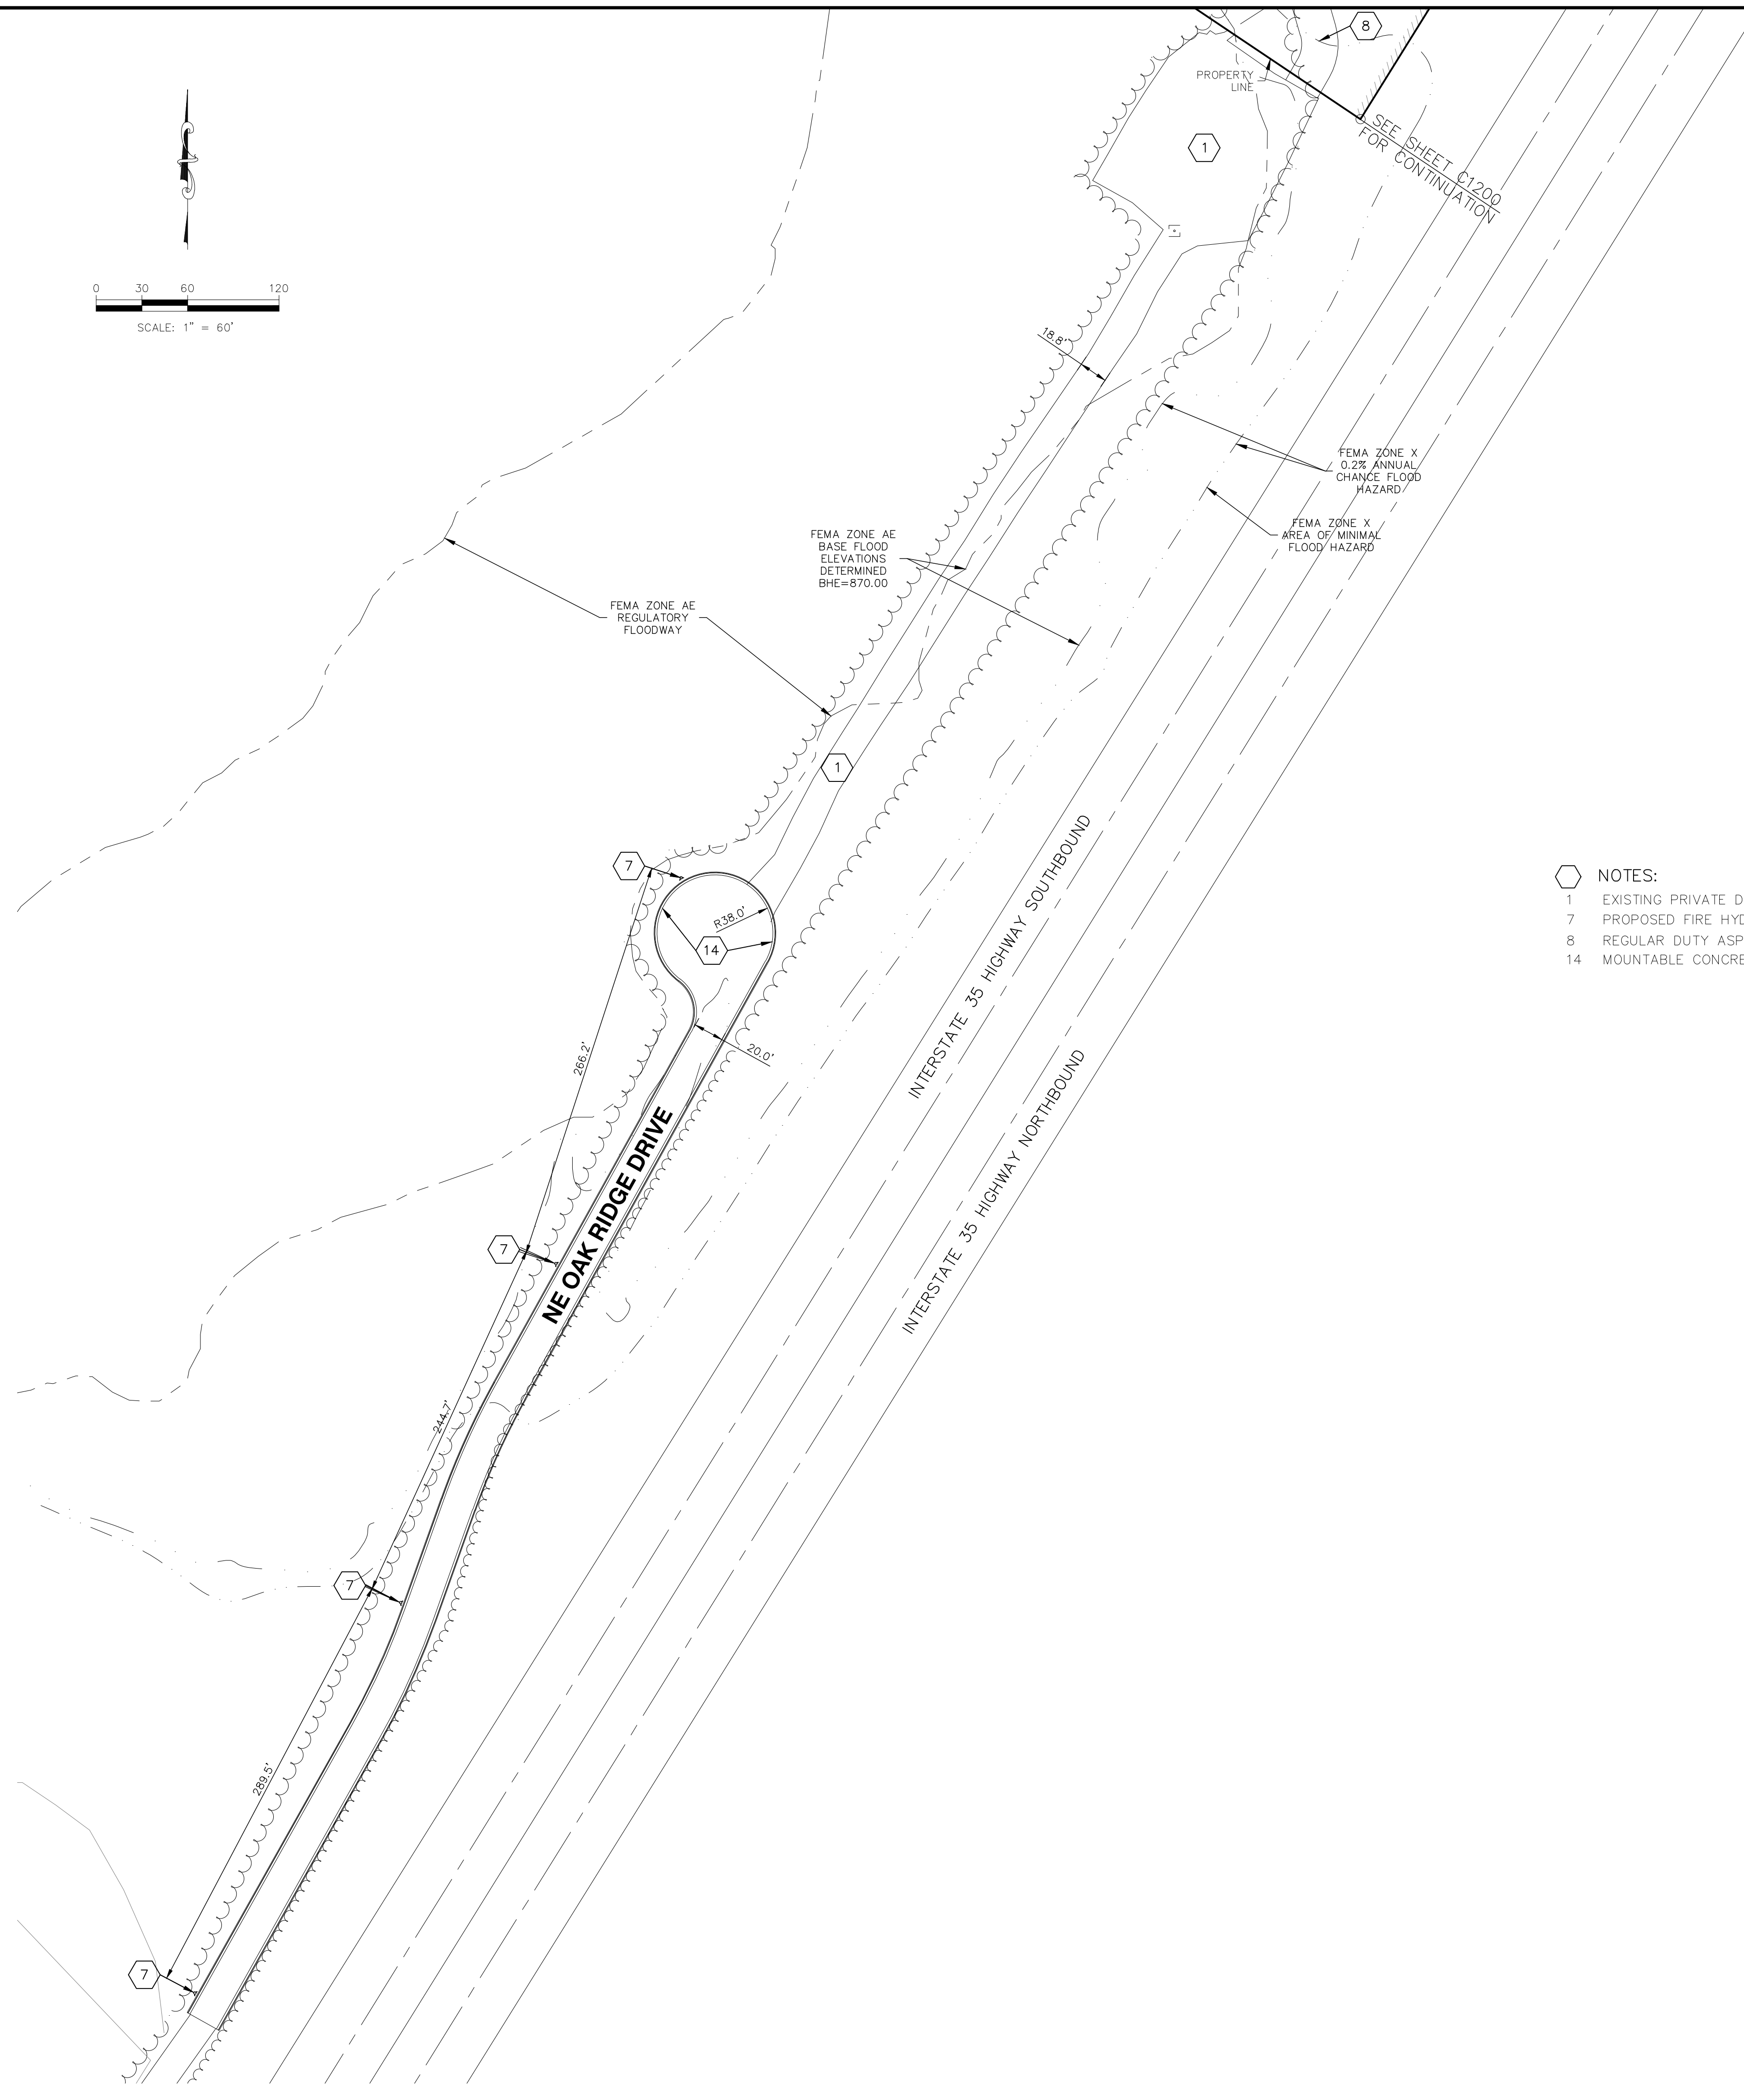 8
PROPERTY
LINE
1
SEE SHEET C1200
FOR CONTINUATION
0 30 60 120
SCALE: 1" = 60'
18.8'
FEMA ZONE X
0.2% ANNUAL
CHANCE FLOOD
HAZARD
FEMA ZONE X
AREA OF MINIMAL
FLOOD HAZARD
FEMA ZONE AE
BASE FLOOD
ELEVATIONS
DETERMINED
BHE=870.00
FEMA ZONE AE
REGULATORY
FLOODWAY
1
7
R38.0'
14
20.0'
266.2'
INTERSTATE 35 HIGHWAY SOUTHBOUND
INTERSTATE 35 HIGHWAY NORTHBOUND
NOTES:
1 EXISTING PRIVATE D
7 PROPOSED FIRE HYD
8 REGULAR DUTY ASP
14 MOUNTABLE CONCRE
NE OAK RIDGE DRIVE
7
244.7'
7
289.5'
7